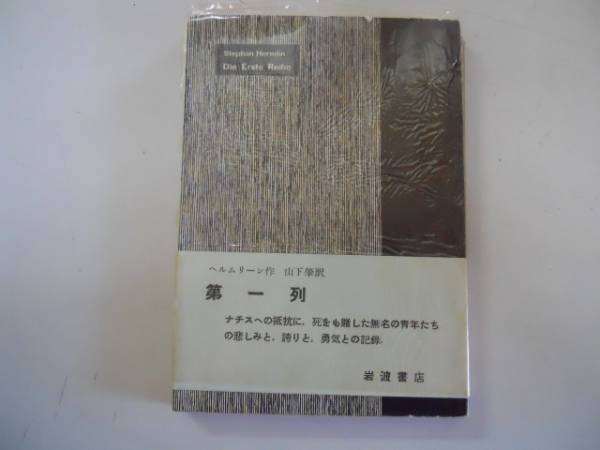 Stephan Hermlin
Die Erste Reihe
ヘルムリーン作 山下肇訳
第一列
ナチスへの抵抗に，死をも賭した無名の青年たち
の悲しみと，誇りと，勇気との記録。
岩波書店